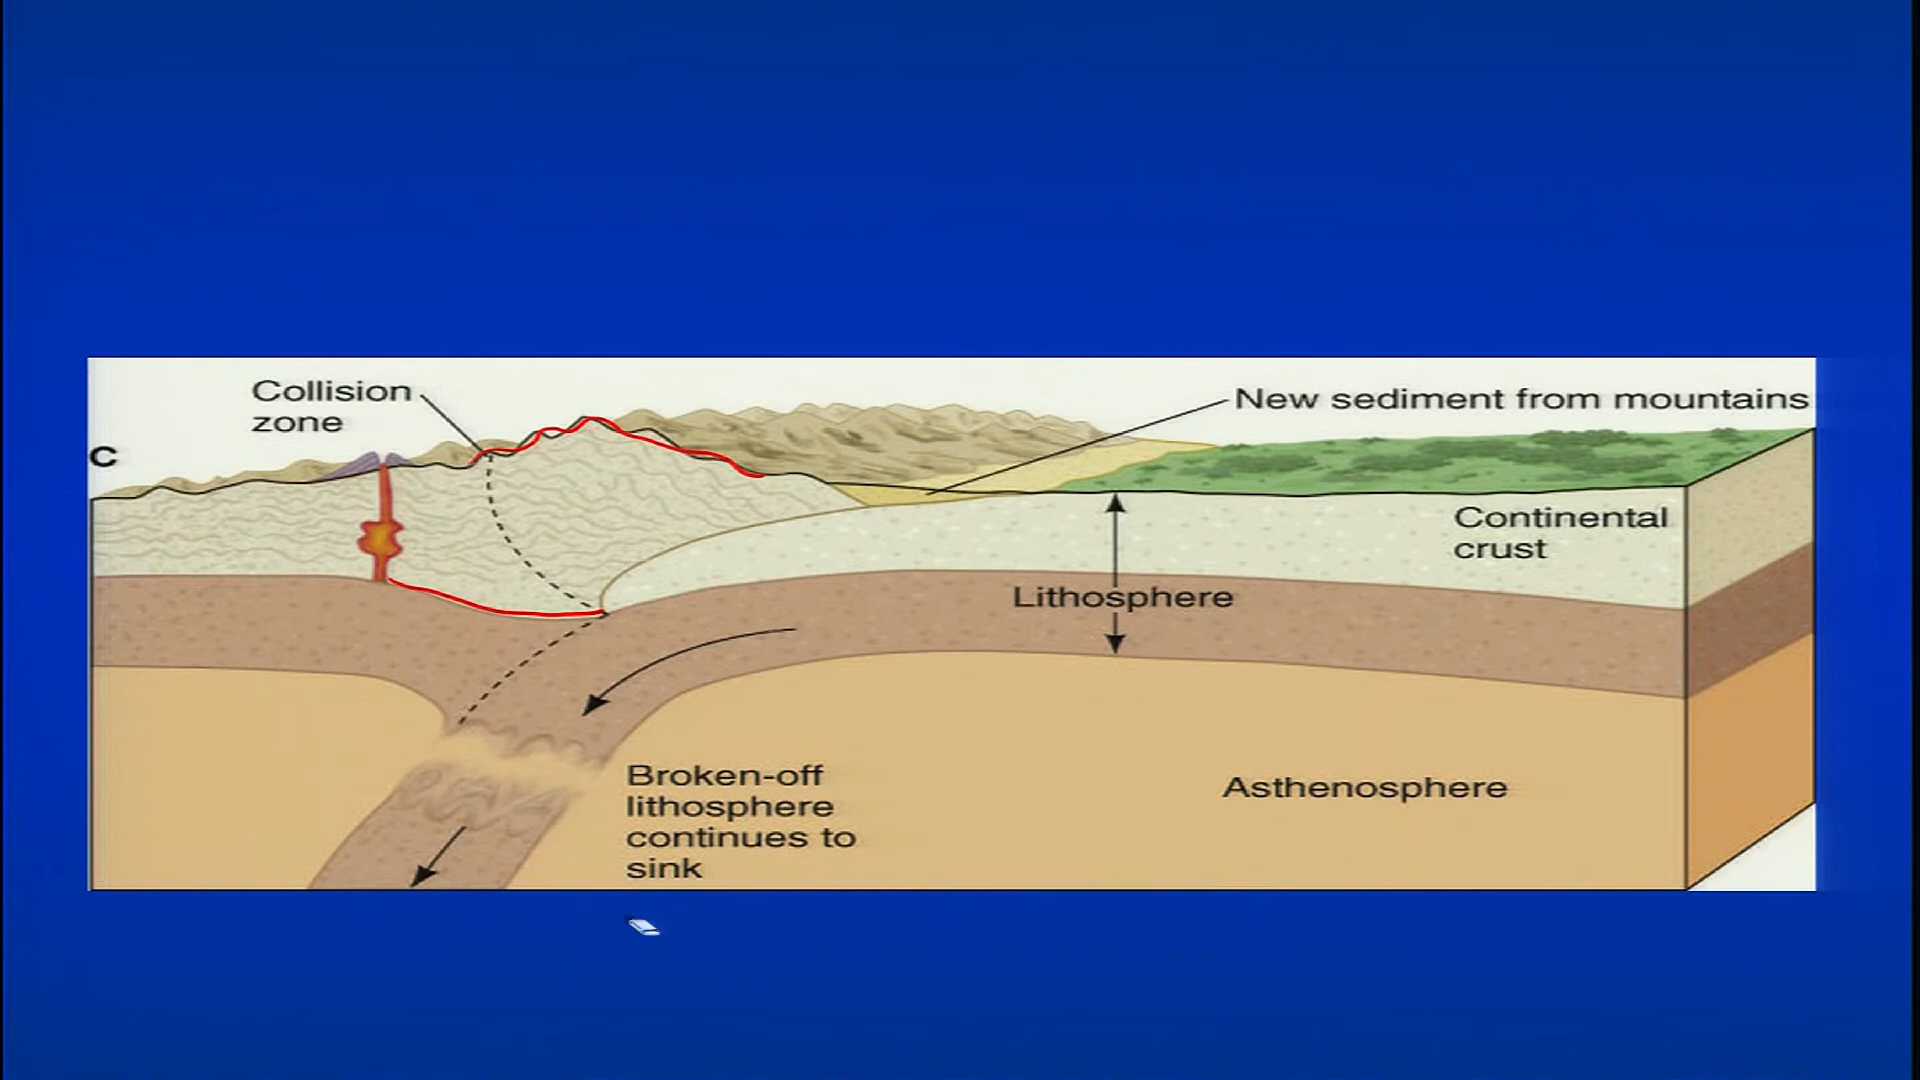 Collision
zone
New sediment from mountains
C
Continental
crust
Lithosphere
Broken-off
lithosphere
continues to
sink
Asthenosphere